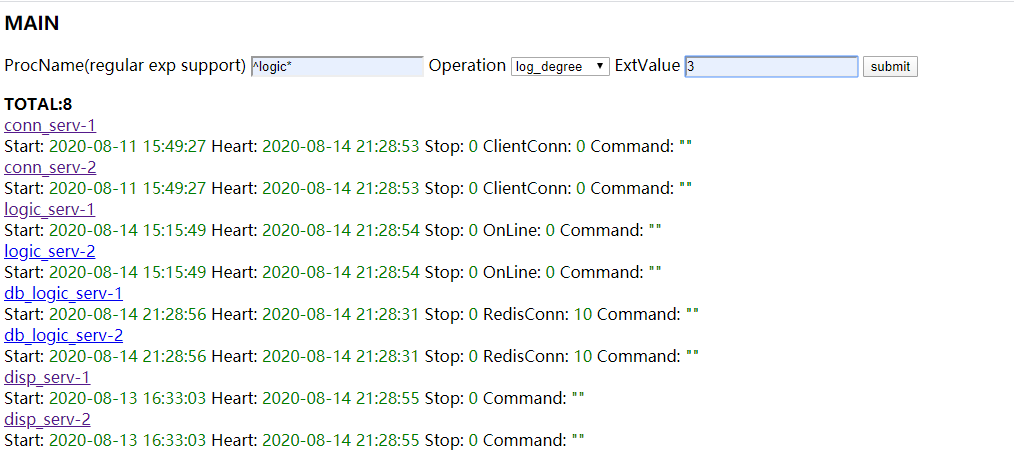 MAIN
ProcName(regular exp support) ^logic* Operation log_degree ExtValue 3 submit
TOTAL:8
conn_serv-1
Start: 2020-08-11 15:49:27 Heart: 2020-08-14 21:28:53 Stop: 0 ClientConn: 0 Command: ""
conn_serv-2
Start: 2020-08-11 15:49:27 Heart: 2020-08-14 21:28:53 Stop: 0 ClientConn: 0 Command: ""
logic_serv-1
Start: 2020-08-14 15:15:49 Heart: 2020-08-14 21:28:54 Stop: 0 OnLine: 0 Command: ""
logic_serv-2
Start: 2020-08-14 15:15:49 Heart: 2020-08-14 21:28:54 Stop: 0 OnLine: 0 Command: ""
db_logic_serv-1
Start: 2020-08-14 21:28:56 Heart: 2020-08-14 21:28:31 Stop: 0 RedisConn: 10 Command: ""
db_logic_serv-2
Start: 2020-08-14 21:28:56 Heart: 2020-08-14 21:28:31 Stop: 0 RedisConn: 10 Command: ""
disp_serv-1
Start: 2020-08-13 16:33:03 Heart: 2020-08-14 21:28:55 Stop: 0 Command: ""
disp_serv-2
Start: 2020-08-13 16:33:03 Heart: 2020-08-14 21:28:55 Stop: 0 Command: ""